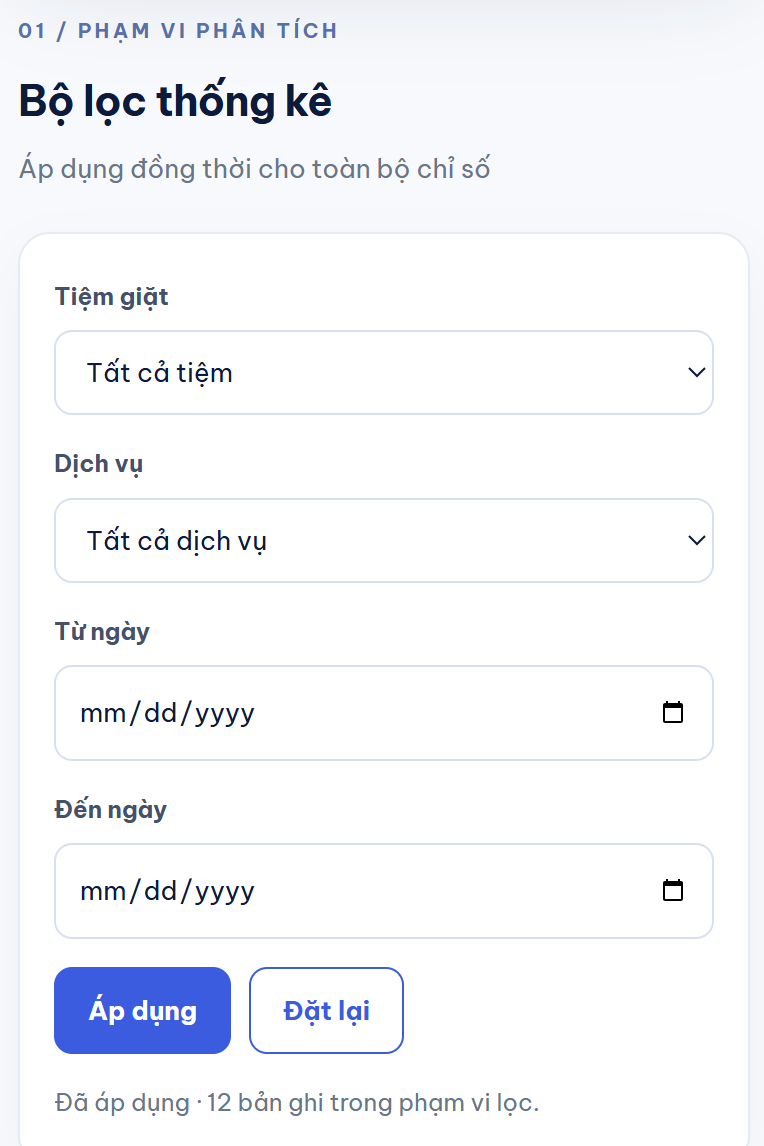 01 / PHẠM VI PHÂN TÍCH
Bộ lọc thống kê
Áp dụng đồng thời cho toàn bộ chỉ số
Tiệm giặt
Tất cả tiệm
Dịch vụ
Tất cả dịch vụ
Từ ngày
mm/dd/yyyy
Đến ngày
mm/dd/yyyy
Áp dụng
Đặt lại
Đã áp dụng · 12 bản ghi trong phạm vi lọc.